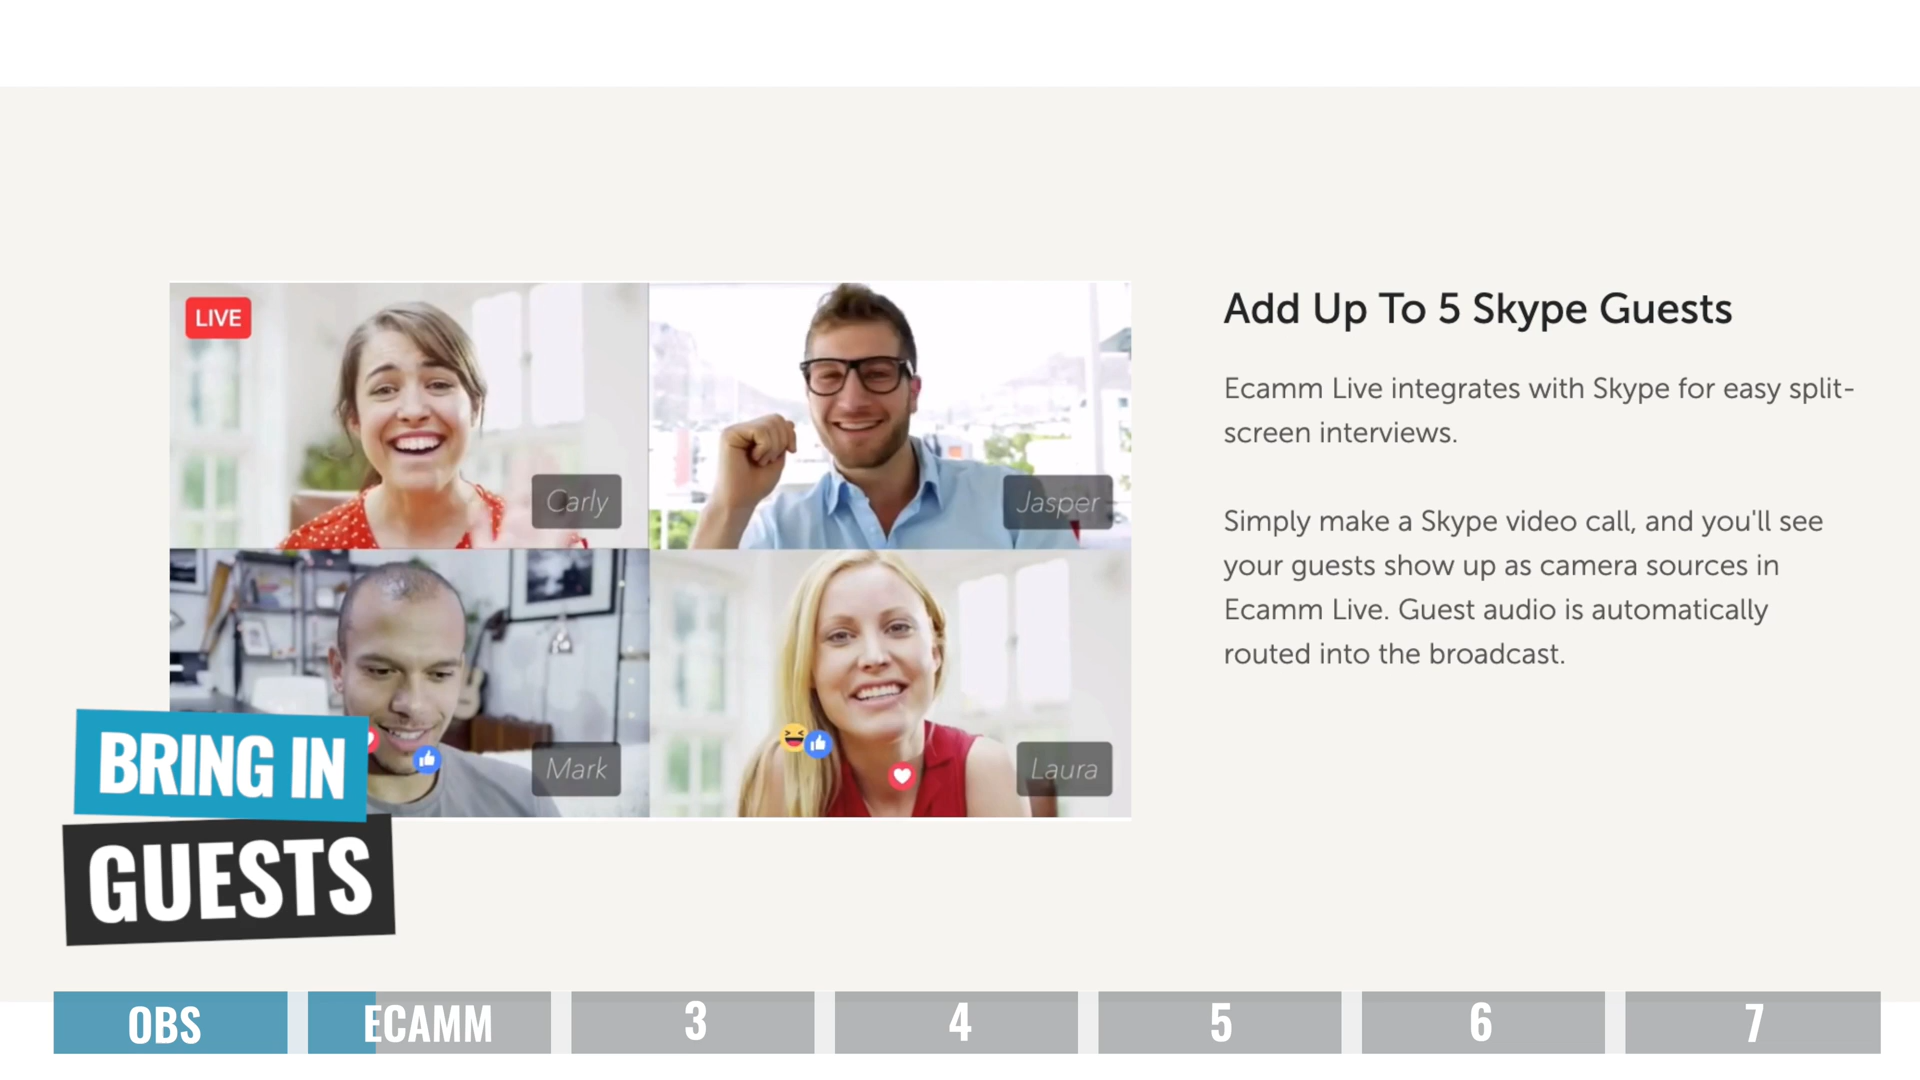 LIVE
Carly
Jasper
Mark
Laura
Add Up To 5 Skype Guests
Ecamm Live integrates with Skype for easy split-
screen interviews.
Simply make a Skype video call, and you'll see
your guests show up as camera sources in
Ecamm Live. Guest audio is automatically
routed into the broadcast.
BRING IN
GUESTS
OBS
ECAMM
3
4
5
6
7